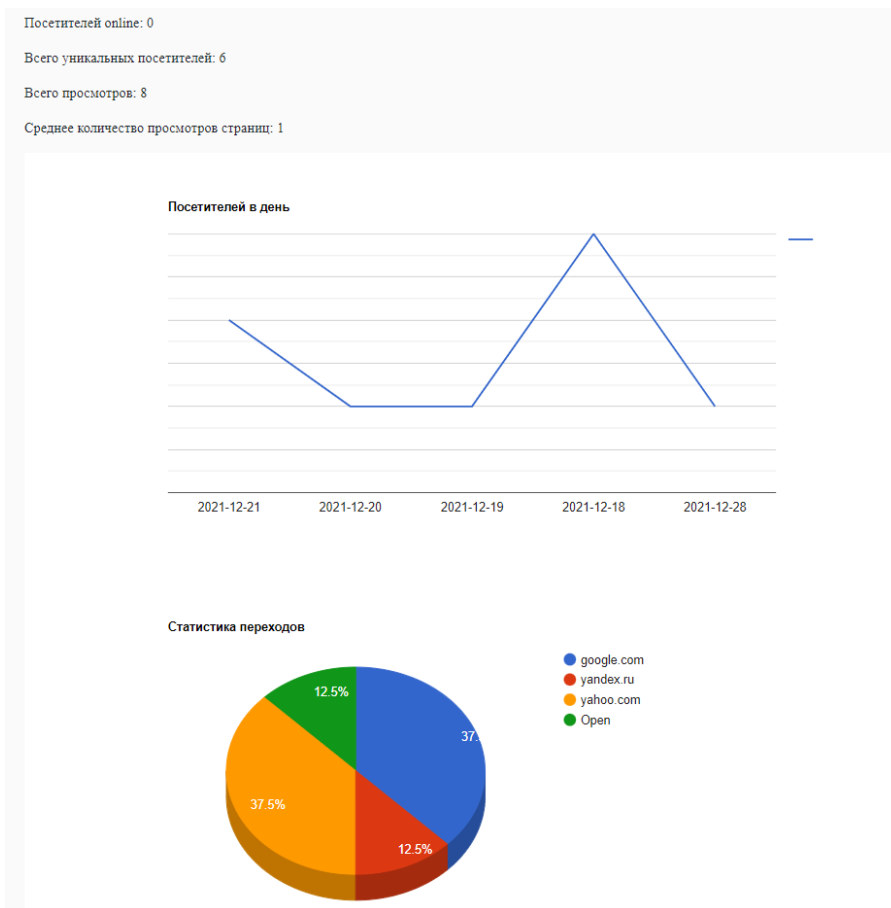 Посетителей online: 0
Всего уникальных посетителей: 6
Всего просмотров: 8
Среднее количество просмотров страниц: 1
Посетителей в день
2021-12-21 2021-12-20 2021-12-19 2021-12-18 2021-12-28
Статистика переходов
google.com
yandex.ru
yahoo.com
Open
12.5%
37.
37.5%
12.5%